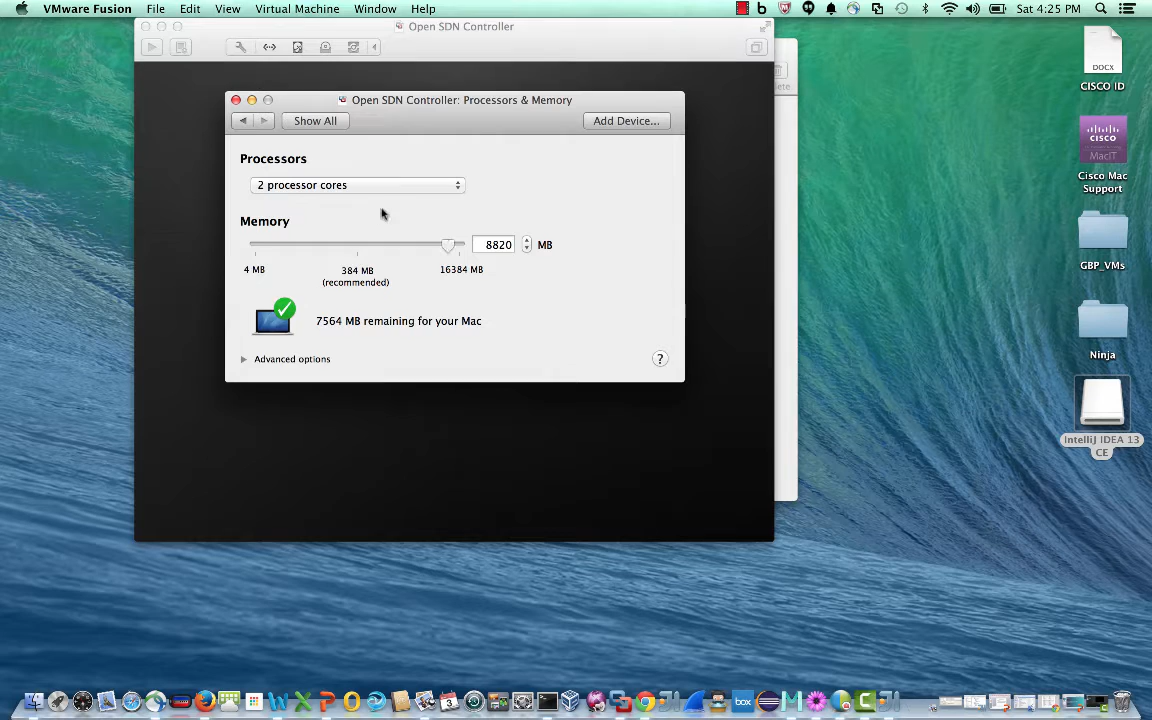 VMware Fusion File Edit View Virtual Machine Window Help
Sat 4:25 PM
Open SDN Controller
Open SDN Controller: Processors & Memory
Show All
Add Device...
Processors
2 processor cores
Memory
8820 MB
4 MB
384 MB
(recommended)
16384 MB
7564 MB remaining for your Mac
Advanced options
?
DOCX
CISCO ID
CISCO
MacIT
Cisco Mac
Support
GBP_VMs
Ninja
IntelliJ IDEA 13
CE
box